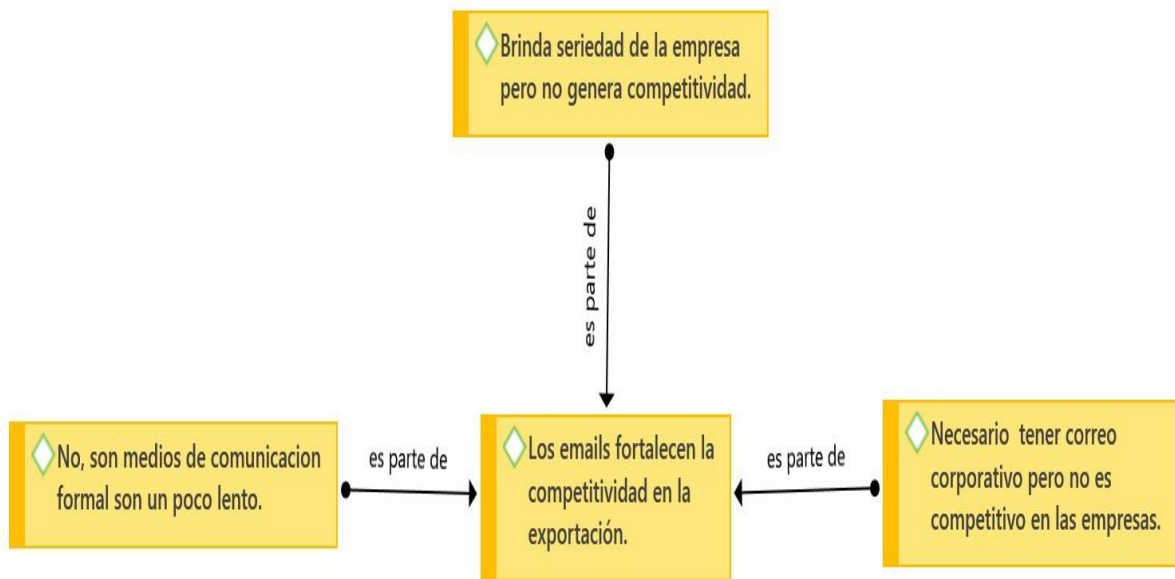 Brinda seriedad de la empresa
pero no genera competitividad.
es parte de
No, son medios de comunicacion
formal son un poco lento.
es parte de
Los emails fortalecen la
competitividad en la
exportación.
es parte de
Necesario tener correo
corporativo pero no es
competitivo en las empresas.